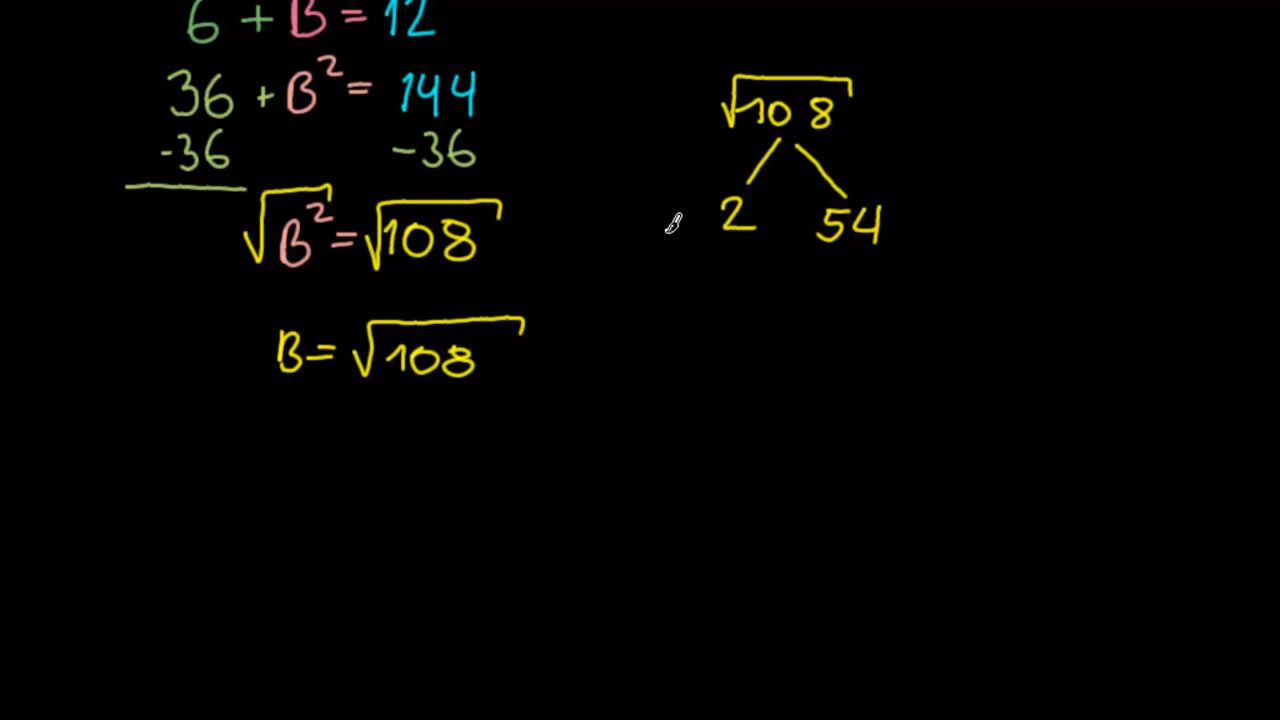 6 + B = 12
36 + B² = 144
-36 -36
√B² = √108
B = √108
√108
2 54